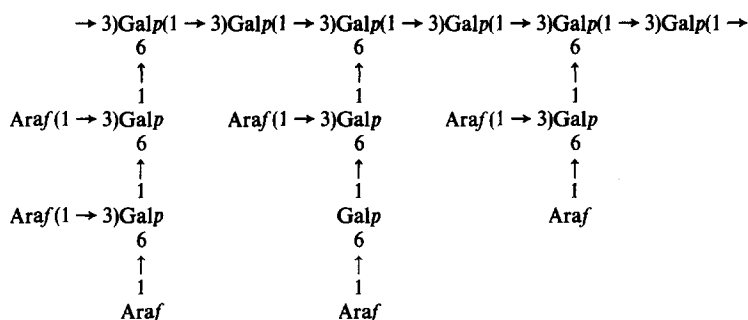 → 3)Galp(1 → 3)Galp(1 → 3)Galp(1 → 3)Galp(1 → 3)Galp(1 → 3)Galp(1 →
6 6 6
↑ ↑ ↑
1 1 1
Araf(1 → 3)Galp Araf(1 → 3)Galp Araf(1 → 3)Galp
6 6 6
↑ ↑ ↑
1 1 1
Araf(1 → 3)Galp Galp Araf
6 6
↑ ↑
1 1
Araf Araf